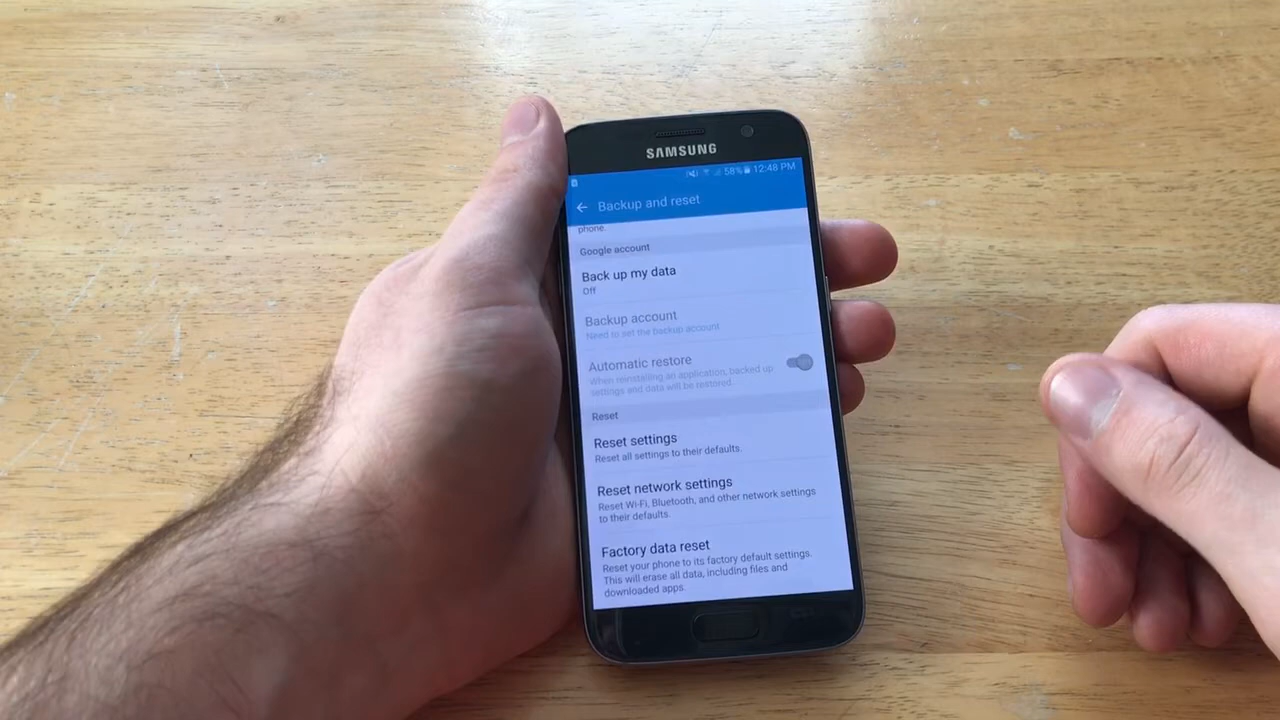 SAMSUNG
58% 12:48 PM
Backup and reset
phone.
Google account
Back up my data
Off
Backup account
Need to set the backup account
Automatic restore
When reinstalling an application, backed up
settings and data will be restored.
Reset
Reset settings
Reset all settings to their defaults.
Reset network settings
Reset Wi-Fi, Bluetooth, and other network settings
to their defaults.
Factory data reset
Reset your phone to its factory default settings.
This will erase all data, including files and
downloaded apps.